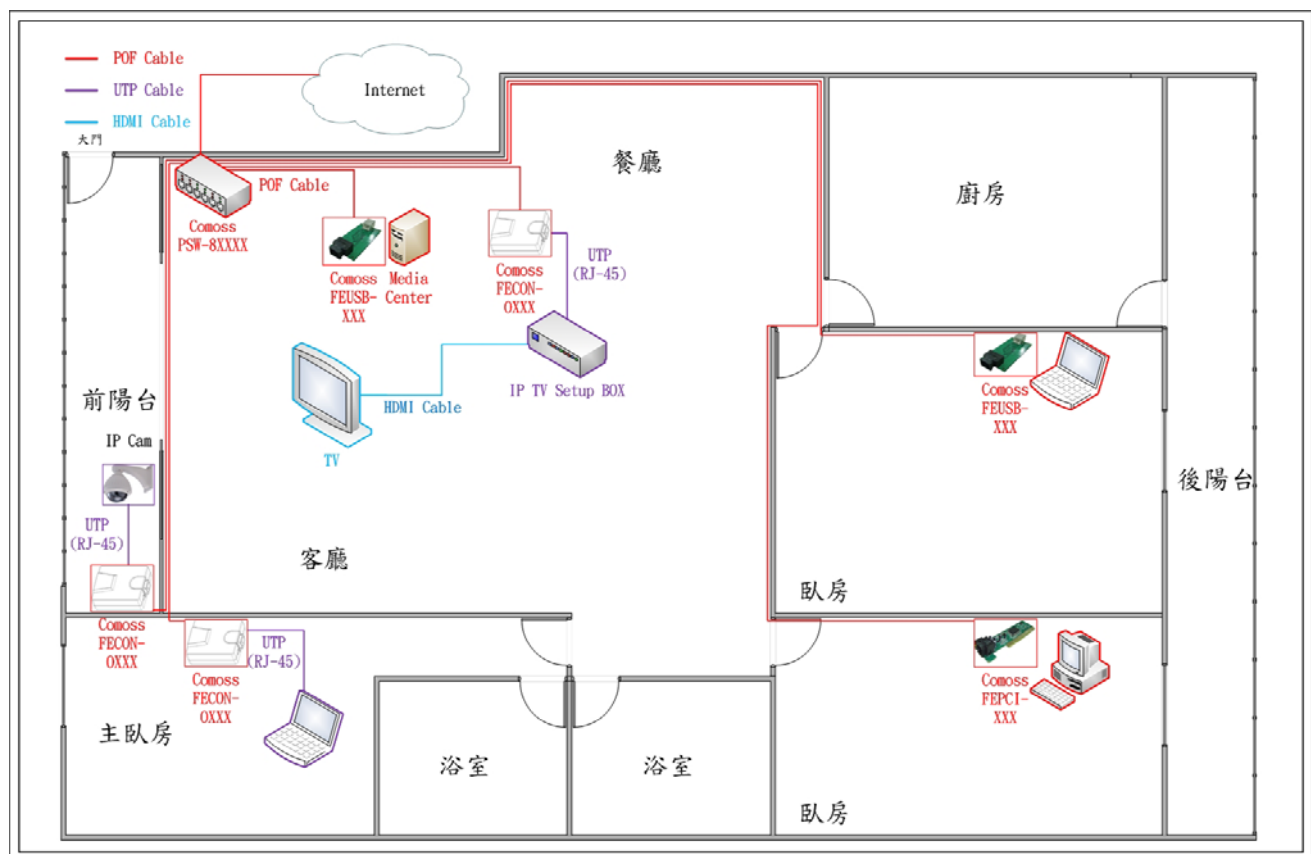 POF Cable
UTP Cable
HDMI Cable
Internet
大門
餐廳
廚房
POF Cable
Comoss
PSW-8XXXX
Comoss
FEUSB-
XXX
Media
Center
Comoss
FECON-
OXXX
UTP
(RJ-45)
IP TV Setup BOX
HDMI Cable
TV
Comoss
FEUSB-
XXX
前陽台
IP Cam
UTP
(RJ-45)
後陽台
客廳
臥房
Comoss
FECON-
OXXX
Comoss
FECON-
OXXX
UTP
(RJ-45)
Comoss
FEPCI-
XXX
主臥房
浴室
浴室
臥房